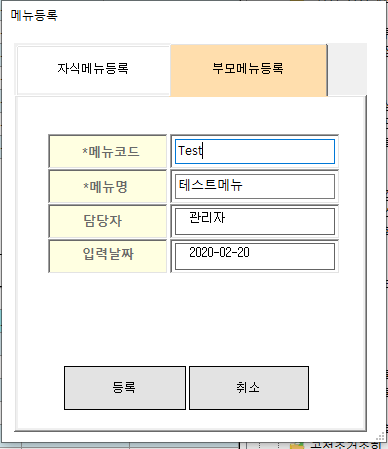 메뉴등록
자식메뉴등록 부모메뉴등록
*메뉴코드 Test
*메뉴명 테스트메뉴
담당자 관리자
입력날짜 2020-02-20
등록 취소